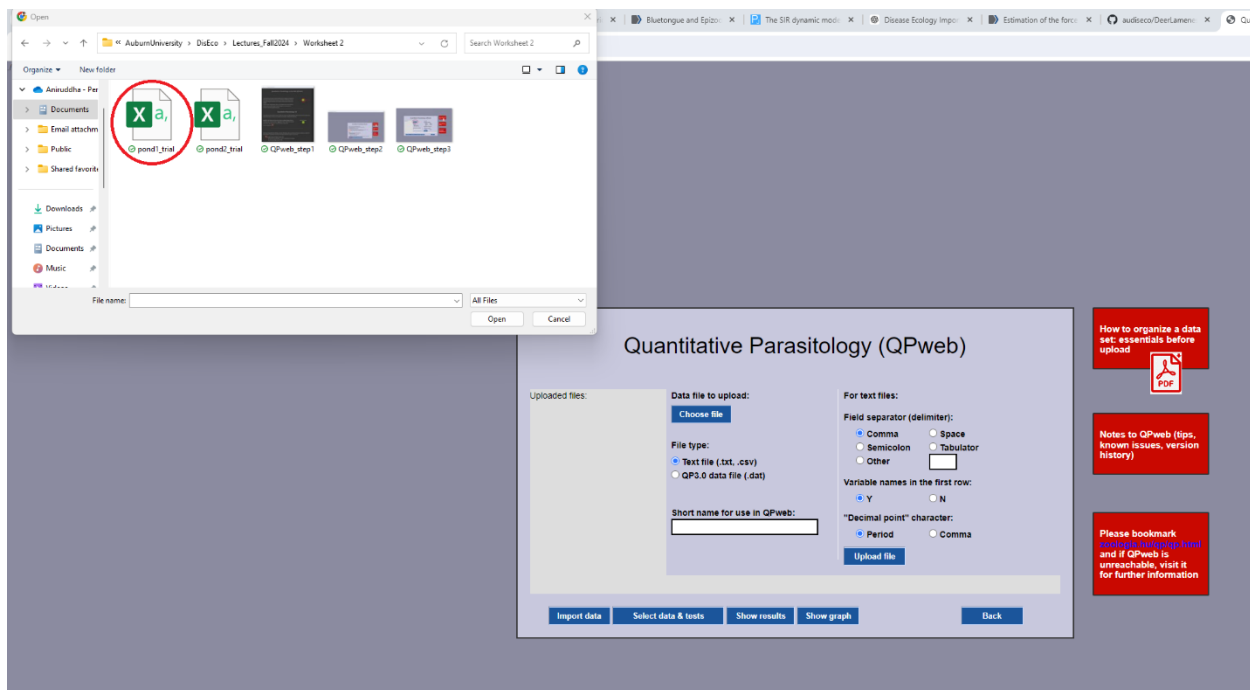 Open
Bluetongue and Epizo
The SIR dynamic mode
Disease Ecology Impor
Estimation of the force
audiseco/DeerLamenc
Qu
AuburnUniversity > DisEco > Lectures_Fall2024 > Worksheet 2
Search Worksheet 2
Organize
New folder
Aniruddha - Per
Documents
Email attachm
Public
Shared favorite
Downloads
Pictures
Documents
Music
pond1_trial
pond2_trial
QPweb_step1
QPweb_step2
QPweb_step3
File name:
All Files
Open
Cancel
Quantitative Parasitology (QPweb)
Uploaded files:
Data file to upload:
Choose file
File type:
Text file (.txt, .csv)
QP3.0 data file (.dat)
Short name for use in QPweb:
For text files:
Field separator (delimiter):
Comma
Space
Semicolon
Tabulator
Other
Variable names in the first row:
Y
N
"Decimal point" character:
Period
Comma
Upload file
Import data
Select data & tests
Show results
Show graph
Back
How to organize a data
set: essentials before
upload
PDF
Notes to QPweb (tips,
known issues, version
history)
Please bookmark
and if QPweb is
unreachable, visit it
for further information